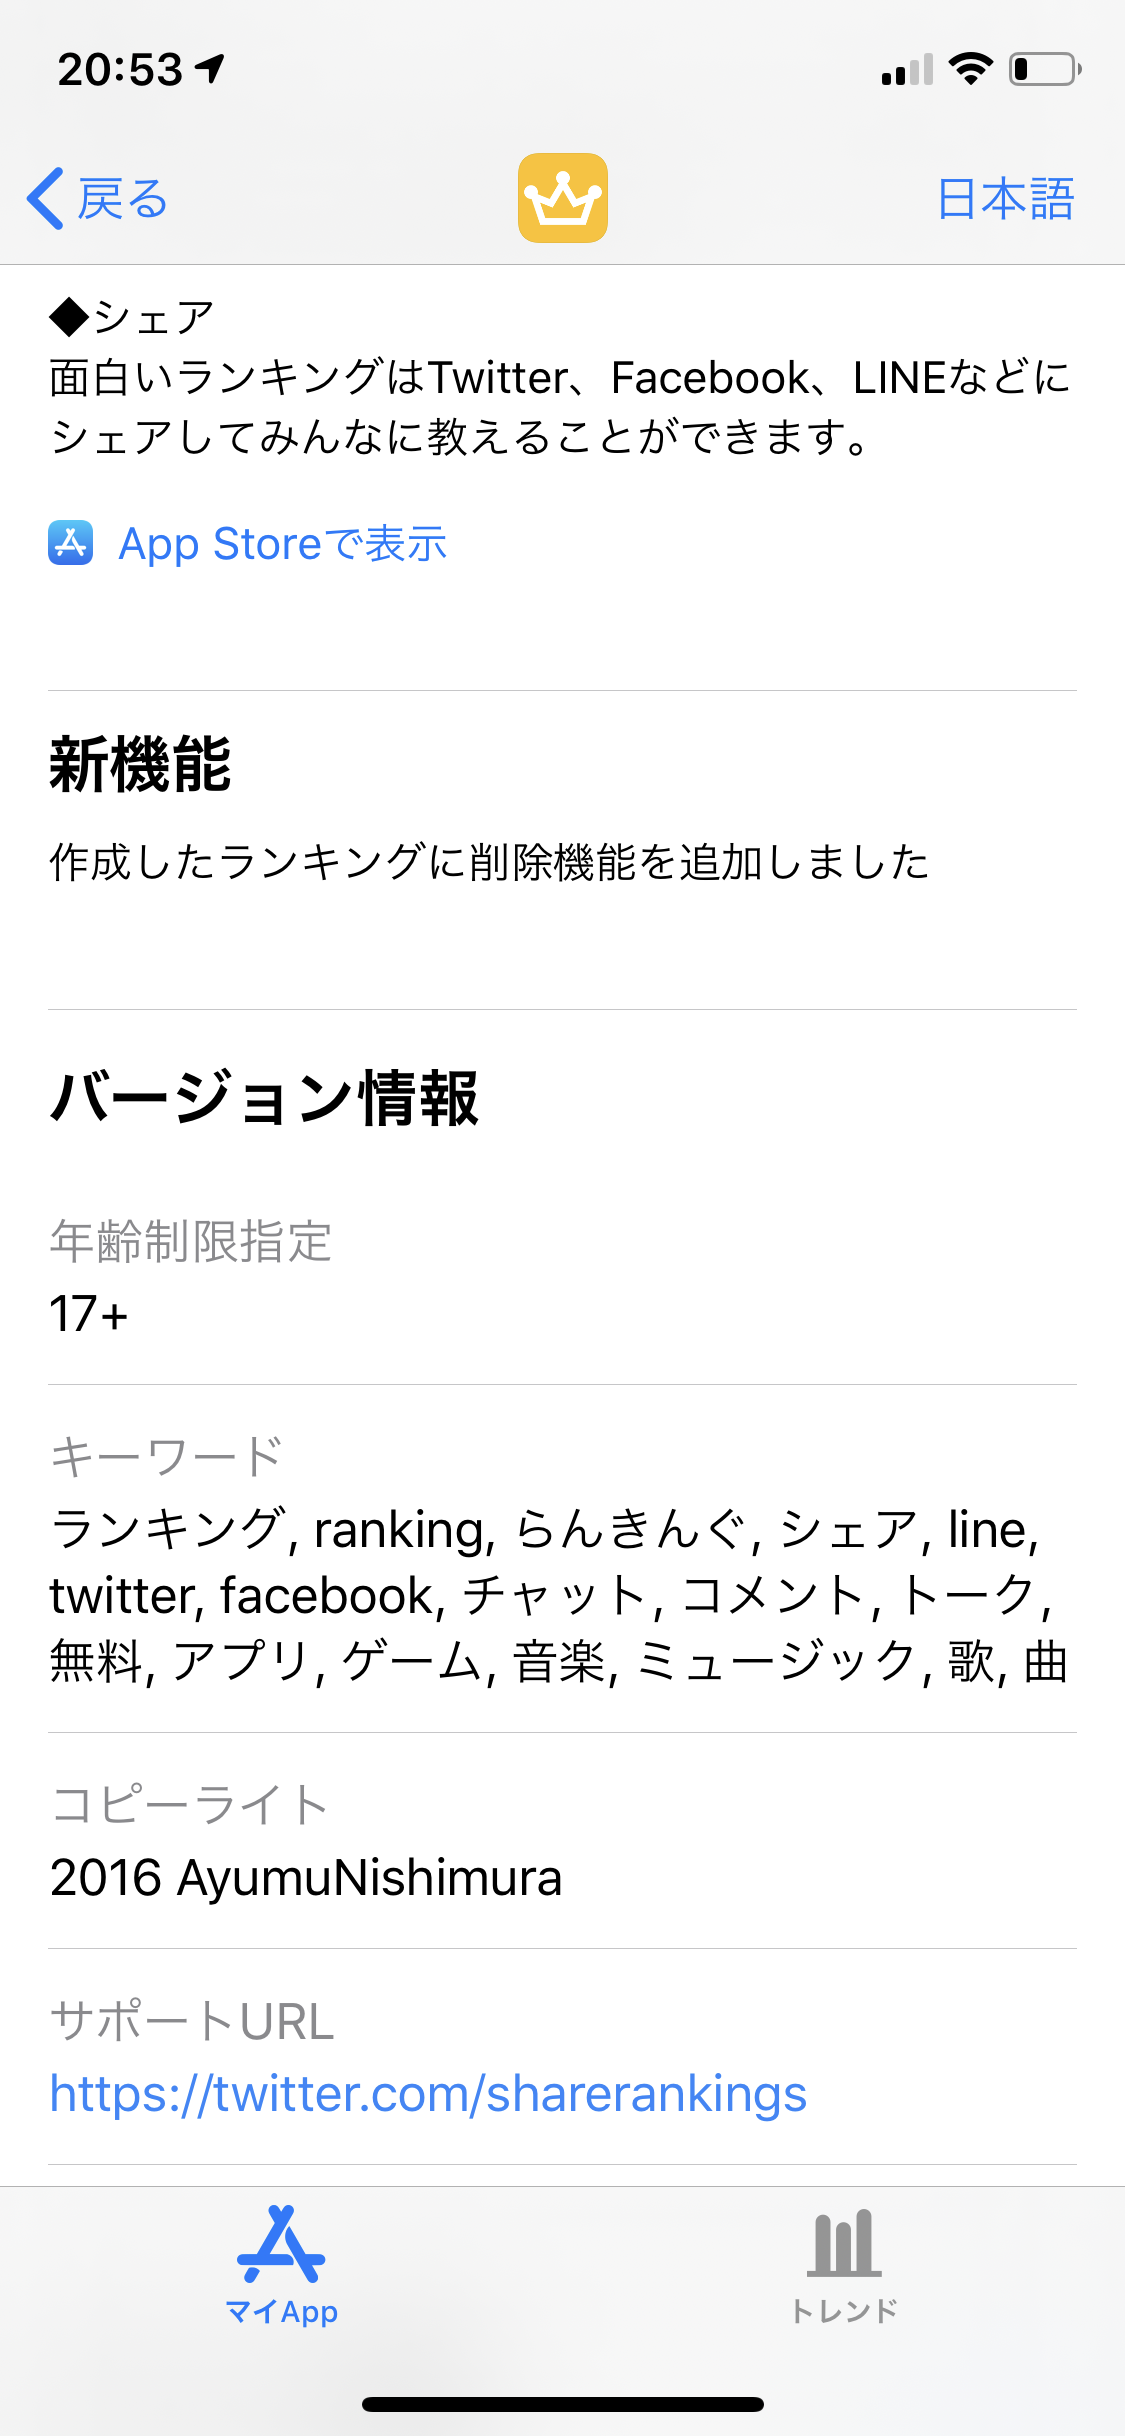 20:53
戻る
日本語
◆シェア
面白いランキングはTwitter、Facebook、LINEなどに
シェアしてみんなに教えることができます。
App Storeで表示
新機能
作成したランキングに削除機能を追加しました
バージョン情報
年齢制限指定
17+
キーワード
ランキング, ranking, らんきんぐ, シェア, line,
twitter, facebook, チャット, コメント, トーク,
無料, アプリ, ゲーム, 音楽, ミュージック, 歌, 曲
コピーライト
2016 AyumuNishimura
サポートURL
https://twitter.com/sharerankings
マイApp
トレンド